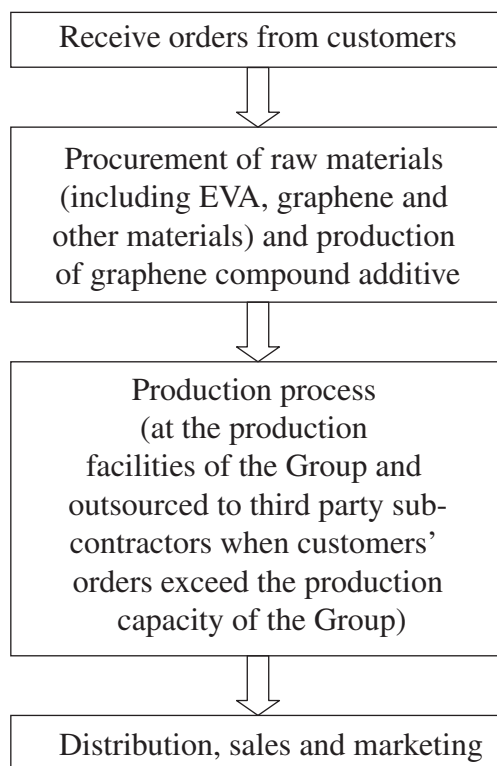 Receive orders from customers
Procurement of raw materials
(including EVA, graphene and
other materials) and production
of graphene compound additive
Production process
(at the production
facilities of the Group and
outsourced to third party sub-
contractors when customers’
orders exceed the production
capacity of the Group)
Distribution, sales and marketing